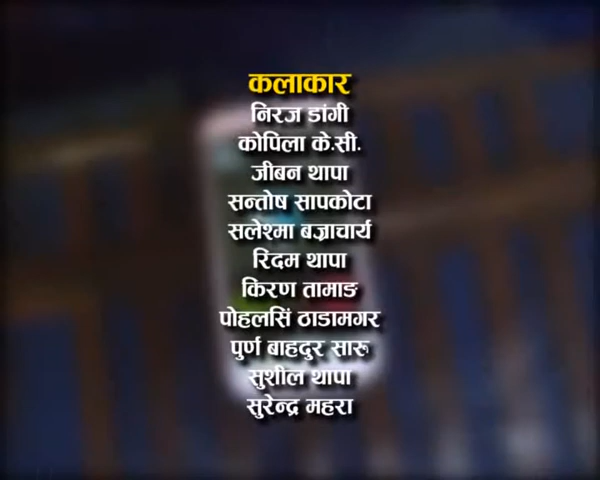 कलाकार
निरज डांगी
कोपिला के.सी.
जीबन थापा
सन्तोष सापकोटा
सलेश्मा बज्राचार्य
रिदम थापा
किरण तामाङ
पोहलसिं ठाडामगर
पुर्ण बाहदुर सारू
सुशील थापा
सुरेन्द्र महरा